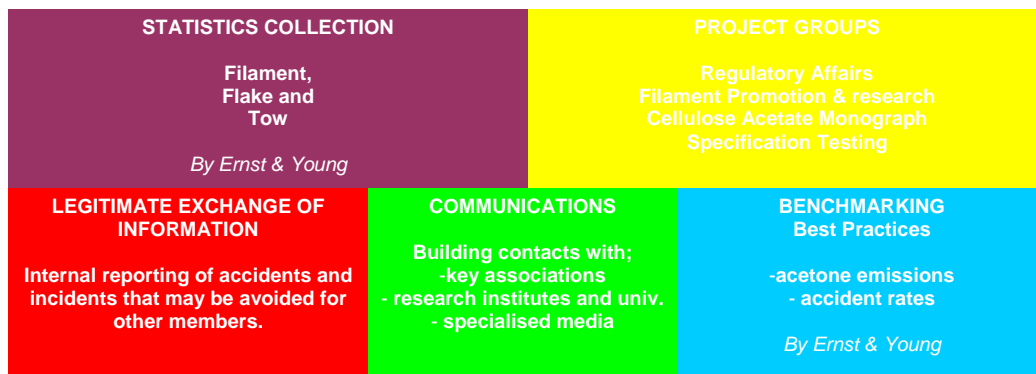 STATISTICS COLLECTION
Filament,
Flake and
Tow
By Ernst & Young
PROJECT GROUPS
Regulatory Affairs
Filament Promotion & research
Cellulose Acetate Monograph
Specification Testing
LEGITIMATE EXCHANGE OF
INFORMATION
Internal reporting of accidents and
incidents that may be avoided for
other members.
COMMUNICATIONS
Building contacts with;
-key associations
- research institutes and univ.
- specialised media
BENCHMARKING
Best Practices
-acetone emissions
- accident rates
By Ernst & Young